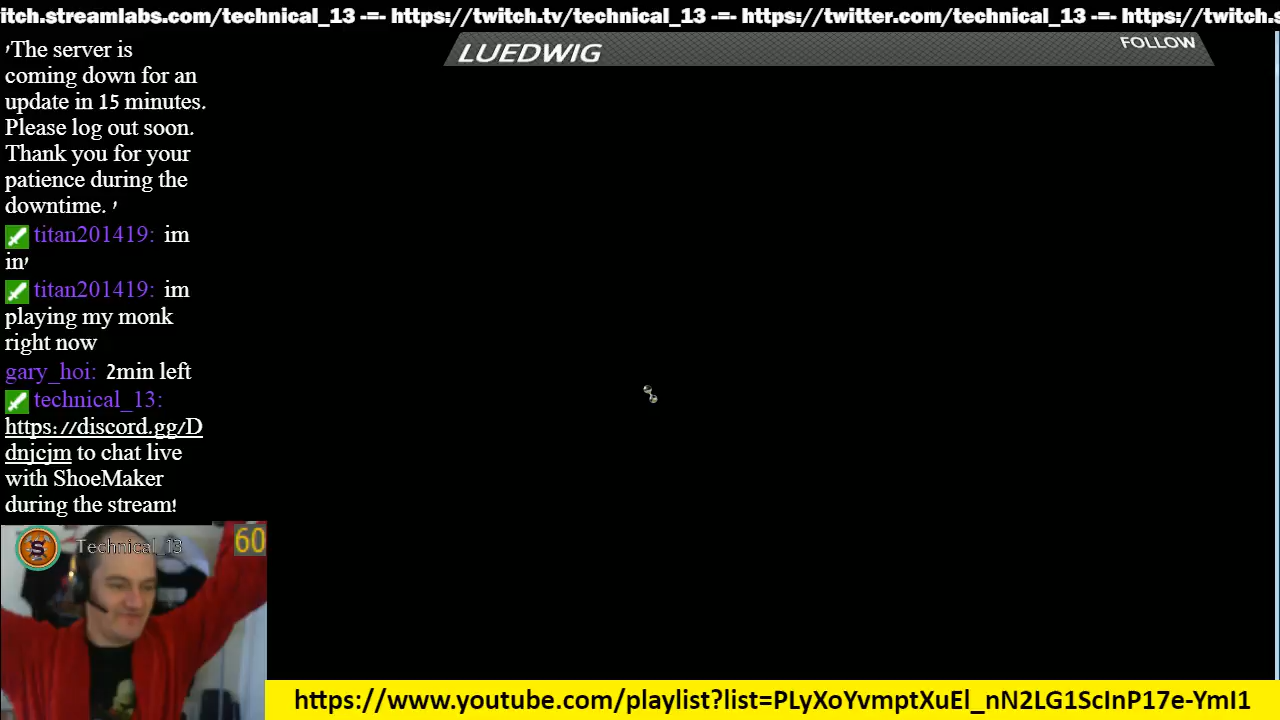 itch.streamlabs.com/technical_13 -=- https://twitch.tv/technical_13 -=- https://twitter.com/technical_13 -=- https://twitch.s
LUEDWIG
FOLLOW
'The server is
coming down for an
update in 15 minutes.
Please log out soon.
Thank you for your
patience during the
downtime. '
titan201419: im
in'
titan201419: im
playing my monk
right now
gary_hoi: 2min left
technical_13:
https://discord.gg/D
dnjcjm to chat live
with ShoeMaker
during the stream!
S
Technical_13
60
https://www.youtube.com/playlist?list=PLyXoYvmptXuEl_nN2LG1ScInP17e-YmI1